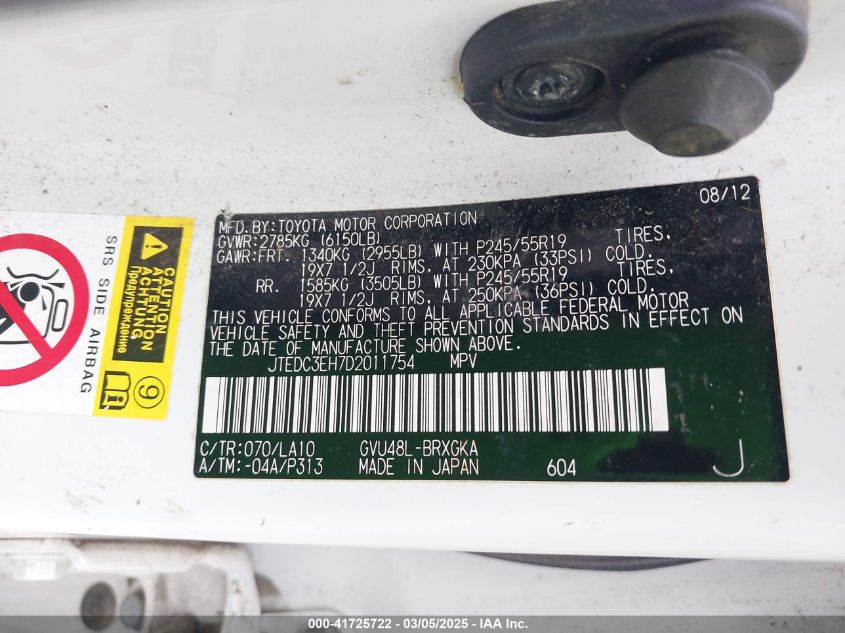 08/12
MFD.BY:TOYOTA MOTOR CORPORATION
GVWR:2785KG (6150LB)
GAWR:FRT. 1340KG (2955LB) WITH P245/55R19 TIRES,
19X7 1/2J RIMS, AT 230KPA (33PSI) COLD.
RR. 1585KG (3505LB) WITH P245/55R19 TIRES,
19X7 1/2J RIMS, AT 250KPA (36PSI) COLD.
THIS VEHICLE CONFORMS TO ALL APPLICABLE FEDERAL MOTOR
VEHICLE SAFETY AND THEFT PREVENTION STANDARDS IN EFFECT ON
THE DATE OF MANUFACTURE SHOWN ABOVE.
JTEDC3EH7D2011754 MPV
C/TR:070/LA10 GVU48L-BRXGKA
A/TM:-04A/P313 MADE IN JAPAN 604 J
SRS SIDE AIRBAG
CAUTION
ATTENTION
ACHTUNG
Предупреждение
9
000-41725722 - 03/05/2025 - IAA Inc.